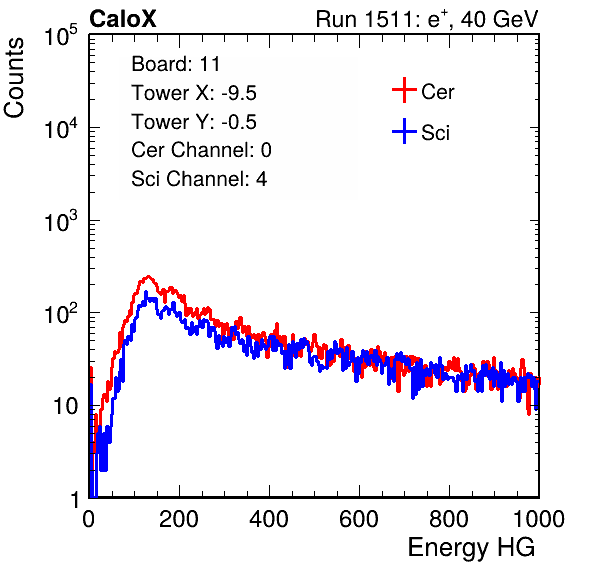 CaloX Run 1511: e⁺, 40 GeV
Counts
10⁵
10⁴
10³
10²
10
1
Board: 11
Tower X: -9.5
Tower Y: -0.5
Cer Channel: 0
Sci Channel: 4
Cer
Sci
0 200 400 600 800 1000
Energy HG